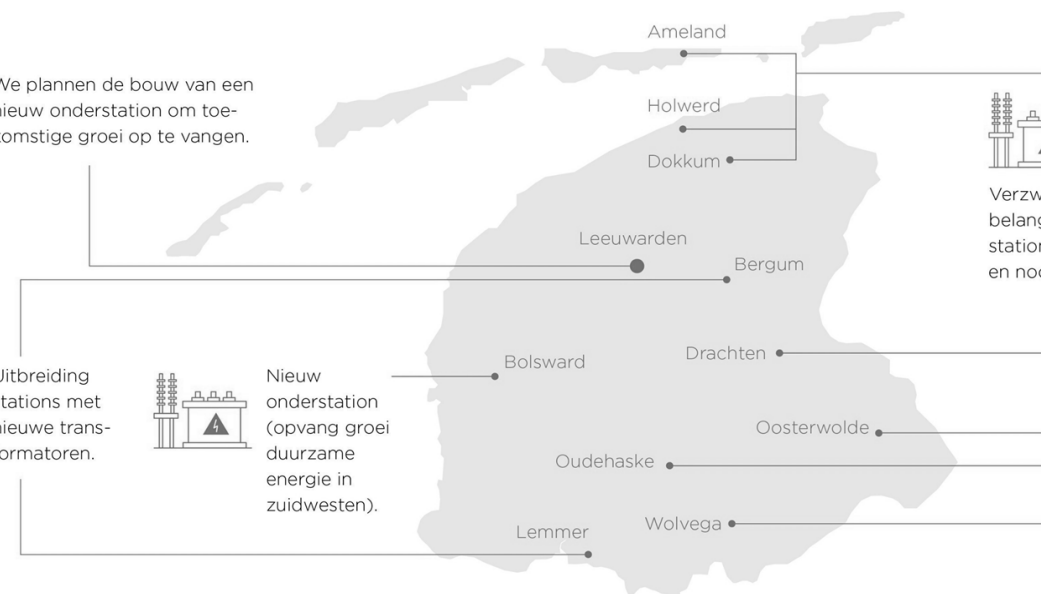 We plannen de bouw van een
nieuw onderstation om toe-
komstige groei op te vangen.
Ameland
Holwerd
Dokkum
Leeuwarden
Bergum
Bolsward
Drachten
Oosterwolde
Oudehaske
Wolvega
Lemmer
Uitbreiding
stations met
nieuwe trans-
formatoren.
Nieuw
onderstation
(opvang groei
duurzame
energie in
zuidwesten).
Verzw
belang
station
en noo